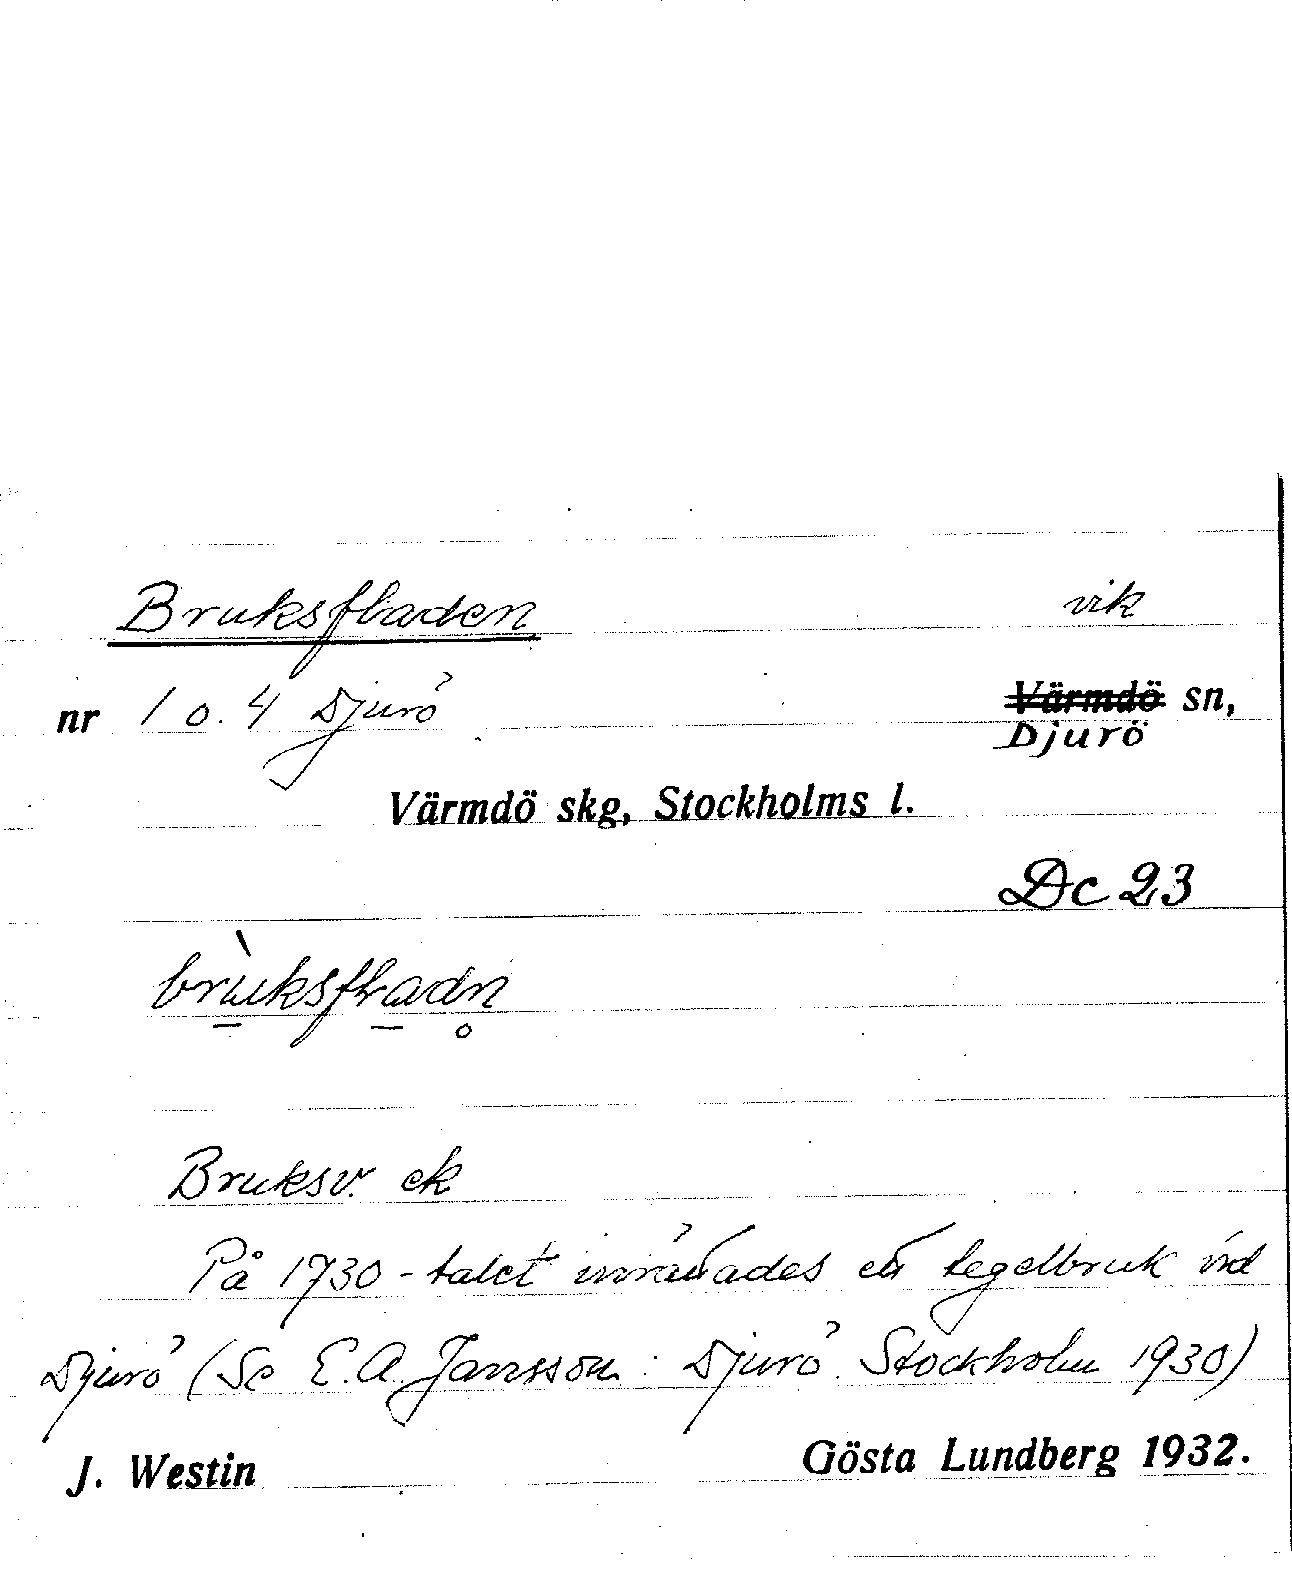 Bruksfladen vik
nr 1 o. 4 Djurö Värmdö sn,
Djurö
Värmdö skg, Stockholms l.
Dc 23
brùksfladn
Bruksv. ek
På 1730-talet inrättades ett tegelbruk vid
Djurö (Se E.A. Jansson: Djurö. Stockholm 1930)
J. Westin Gösta Lundberg 1932.